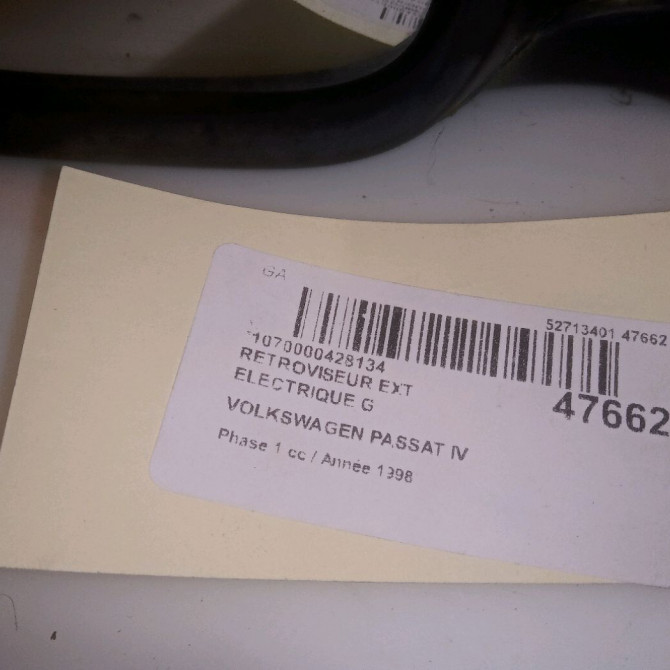 GA
52713401 47662
1070000428134
RETROVISEUR EXT
ELECTRIQUE G
47662
VOLKSWAGEN PASSAT IV
Phase 1 cc / Année 1998